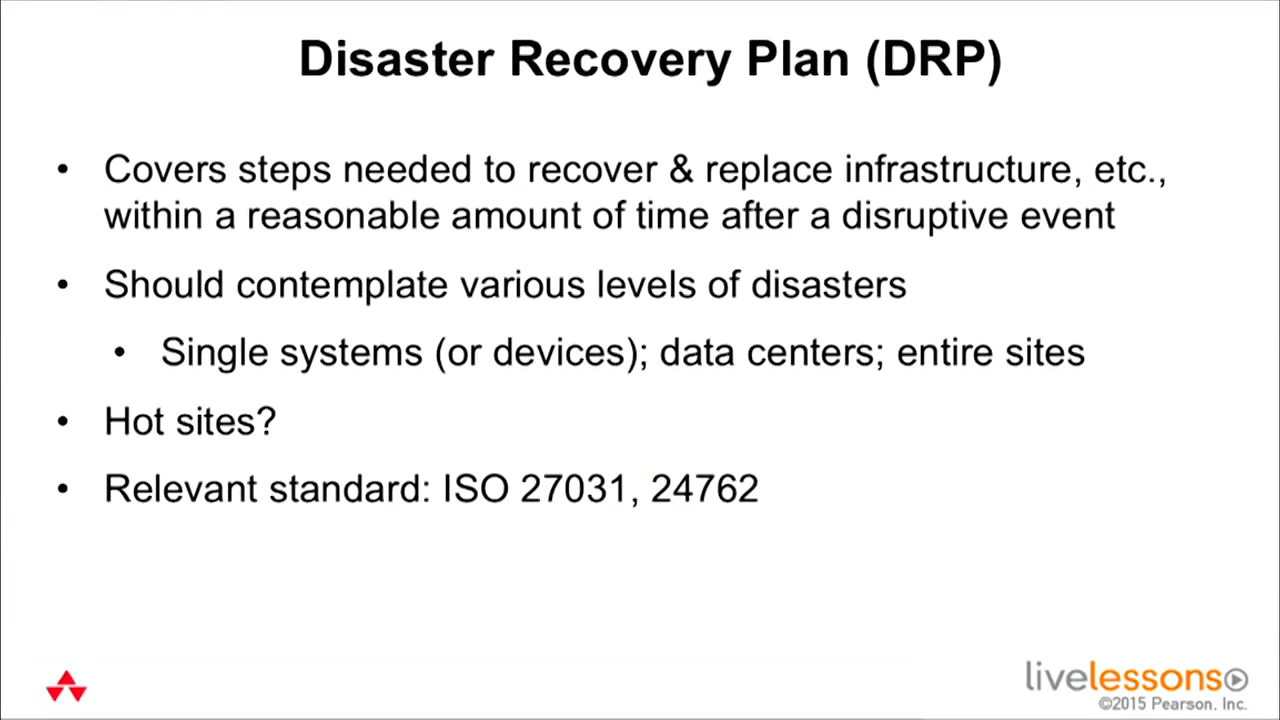 Disaster Recovery Plan (DRP)
• Covers steps needed to recover & replace infrastructure, etc.,
within a reasonable amount of time after a disruptive event
• Should contemplate various levels of disasters
• Single systems (or devices); data centers; entire sites
• Hot sites?
• Relevant standard: ISO 27031, 24762
livelessons
©2015 Pearson, Inc.